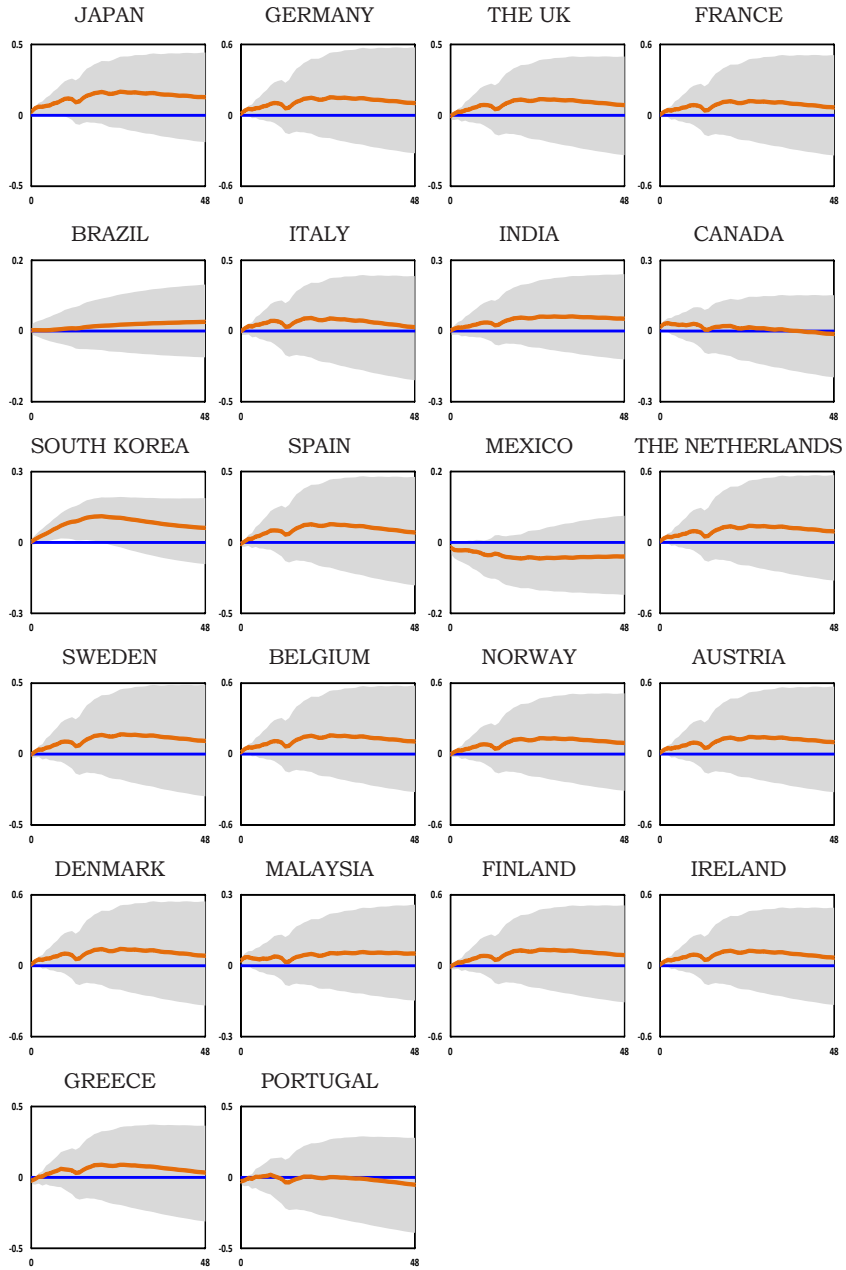 JAPAN GERMANY THE UK FRANCE
0.5 0.6 0.5 0.6
0 0 0 0
-0.5 -0.6 -0.5 -0.6
0 48 0 48 0 48 0 48
BRAZIL ITALY INDIA CANADA
0.2 0.5 0.3 0.3
0 0 0 0
-0.2 -0.5 -0.3 -0.3
0 48 0 48 0 48 0 48
SOUTH KOREA SPAIN MEXICO THE NETHERLANDS
0.3 0.5 0.2 0.6
0 0 0 0
-0.3 -0.5 -0.2 -0.6
0 48 0 48 0 48 0 48
SWEDEN BELGIUM NORWAY AUSTRIA
0.5 0.6 0.6 0.6
0 0 0 0
-0.5 -0.6 -0.6 -0.6
0 48 0 48 0 48 0 48
DENMARK MALAYSIA FINLAND IRELAND
0.6 0.3 0.6 0.6
0 0 0 0
-0.6 -0.3 -0.6 -0.6
0 48 0 48 0 48 0 48
GREECE PORTUGAL
0.5 0.5
0 0
-0.5 -0.5
0 48 0 48